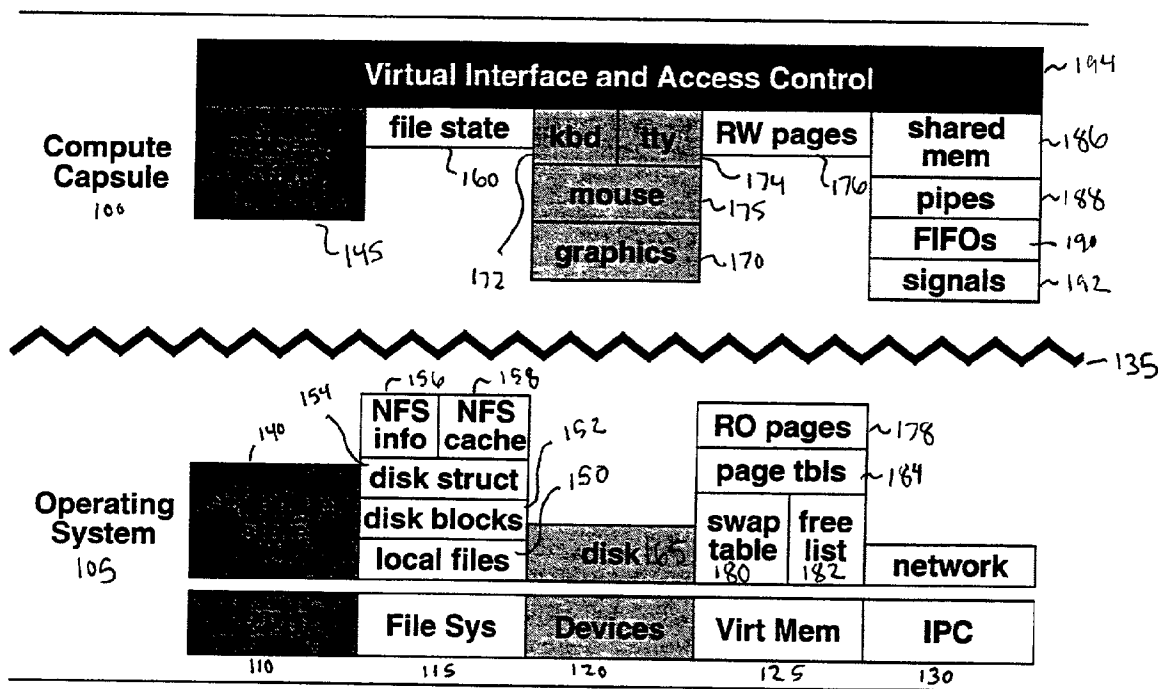 Virtual Interface and Access Control
194
file state
kbd
tty
RW pages
shared
mem
186
Compute
Capsule
100
160
174
176
mouse
175
pipes
188
145
172
graphics
170
FIFOs
190
signals
192
135
156
158
154
NFS
info
NFS
cache
152
RO pages
178
140
disk struct
150
page tbls
184
Operating
System
105
disk blocks
local files
disk 165
swap
table
180
free
list
182
network
File Sys
Devices
Virt Mem
IPC
110
115
120
125
130